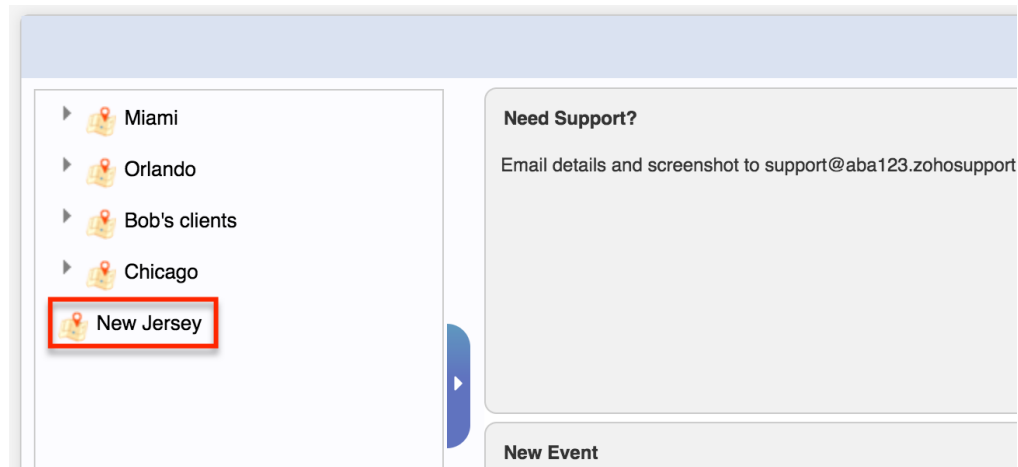 Miami
Orlando
Bob's clients
Chicago
New Jersey
Need Support?
Email details and screenshot to support@aba123.zohosupport
New Event